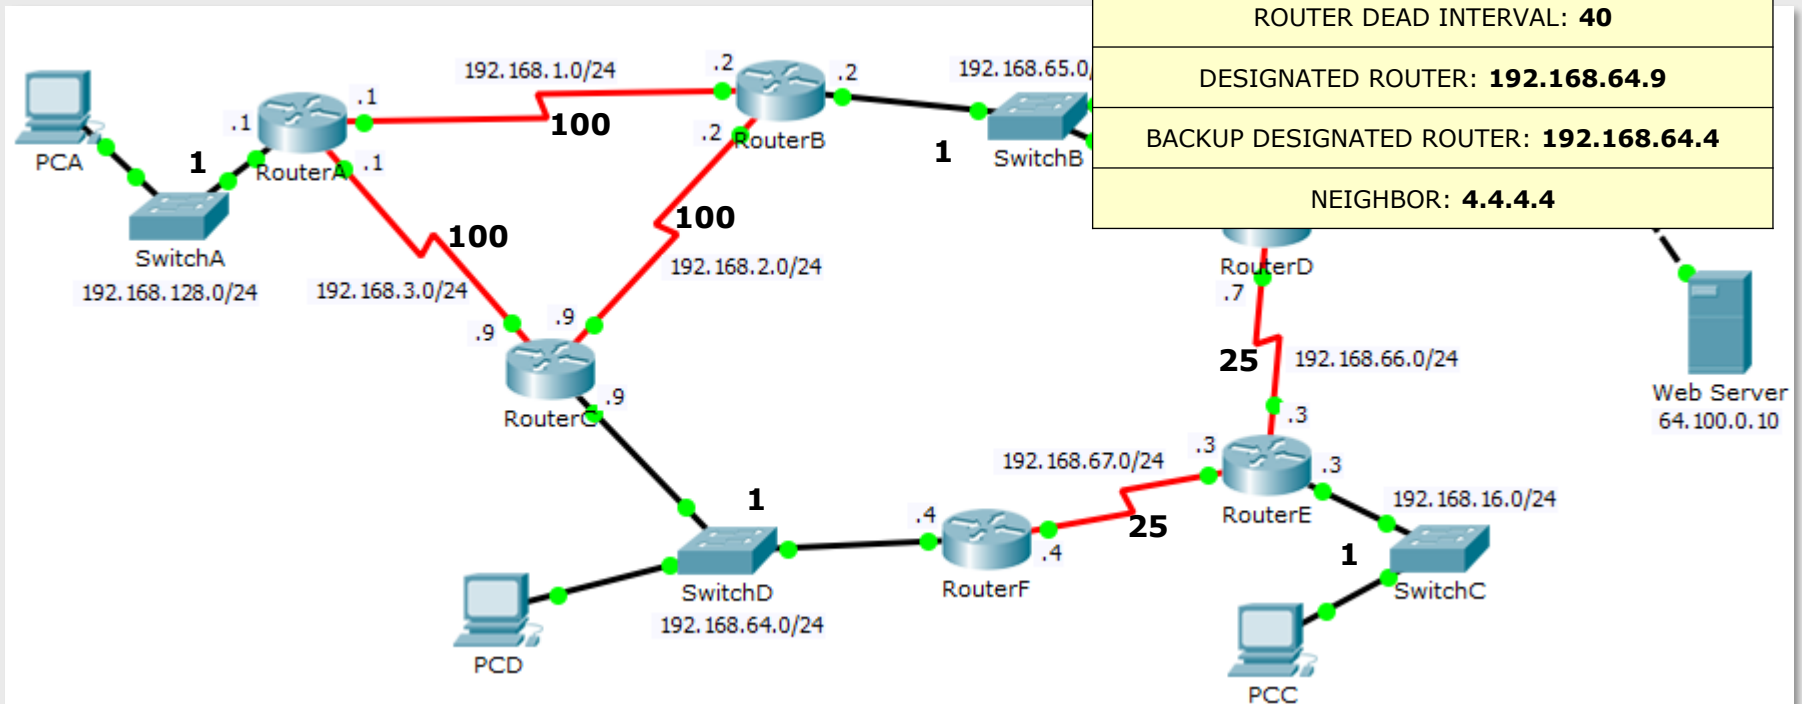 ROUTER DEAD INTERVAL: 40
DESIGNATED ROUTER: 192.168.64.9
BACKUP DESIGNATED ROUTER: 192.168.64.4
NEIGHBOR: 4.4.4.4
192.168.1.0/24
.2
.2
192.168.65.0/
.1
.1
100
.2
RouterB
PCA
1
RouterA
.1
1
SwitchB
SwitchA
100
100
192.168.2.0/24
192.168.128.0/24
192.168.3.0/24
RouterD
.7
.9
.9
25
192.168.66.0/24
RouterC
.9
Web Server
64.100.0.10
.3
.3
192.168.67.0/24
.3
1
192.168.16.0/24
.4
RouterE
25
.4
1
RouterF
SwitchD
SwitchC
192.168.64.0/24
PCD
PCC